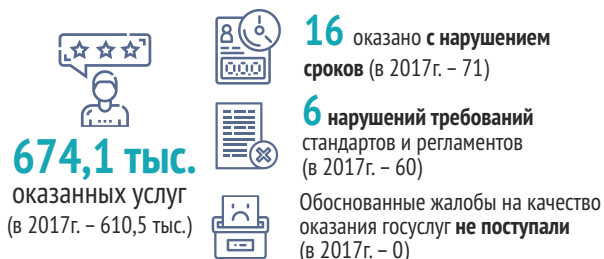 674,1 тыс.
оказанных услуг
(в 2017г. – 610,5 тыс.)
16 оказано с нарушением
сроков (в 2017г. – 71)
6 нарушений требований
стандартов и регламентов
(в 2017г. – 60)
Обоснованные жалобы на качество
оказания госуслуг не поступали
(в 2017г. – 0)